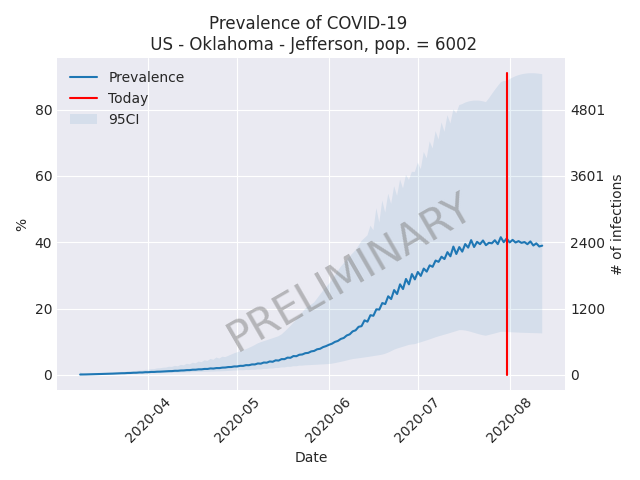 Prevalence of COVID-19
US - Oklahoma - Jefferson, pop. = 6002
Prevalence
Today
95CI
PRELIMINARY
%
80
60
40
20
0
4801
3601
2400
1200
0
# of infections
2020-04
2020-05
2020-06
2020-07
2020-08
Date